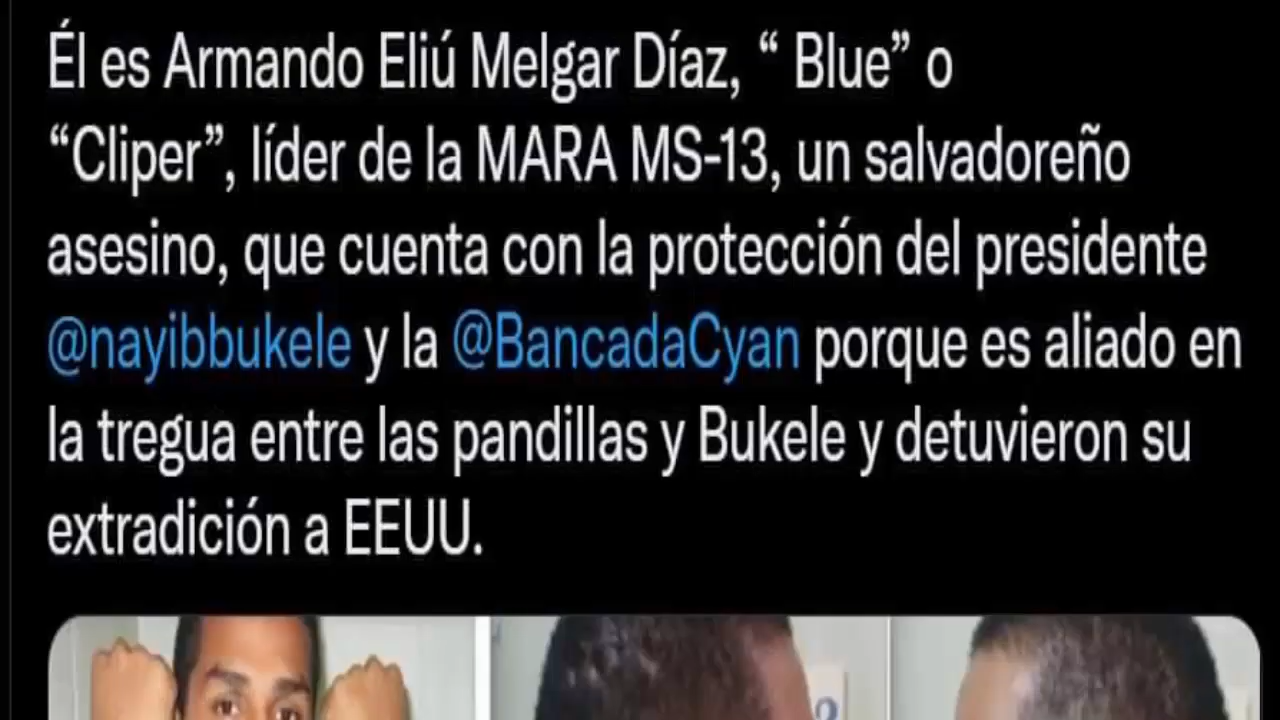 Él es Armando Eliú Melgar Díaz, “ Blue” o
“Cliper”, líder de la MARA MS-13, un salvadoreño
asesino, que cuenta con la protección del presidente
@nayibbukele y la @BancadaCyan porque es aliado en
la tregua entre las pandillas y Bukele y detuvieron su
extradición a EEUU.